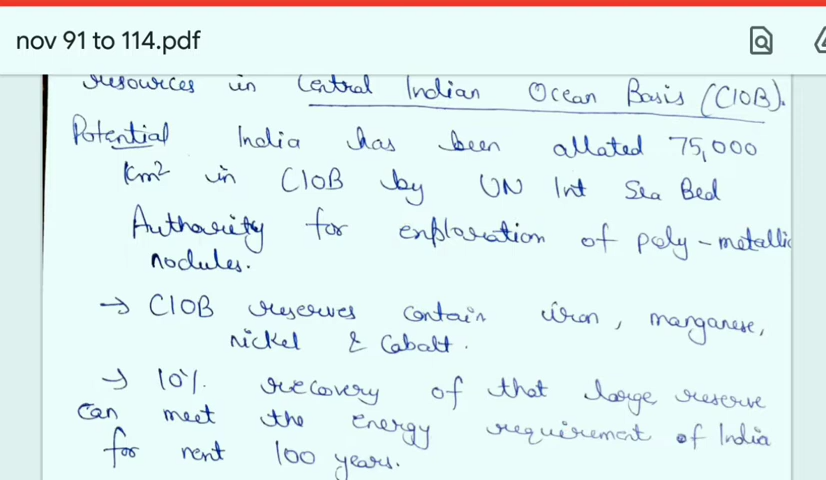 nov 91 to 114.pdf
resources in Central Indian Ocean Basis (CIOB).
Potential India has been allated 75,000
Km² in CIOB by UN Int Sea Bed
Authority for exploration of poly-metallic
nodules.
→ CIOB reserves contain iron, manganese,
nickel & Cobalt.
→ 10% recovery of that large reserve
can meet the energy requirement of India
for next 100 years.